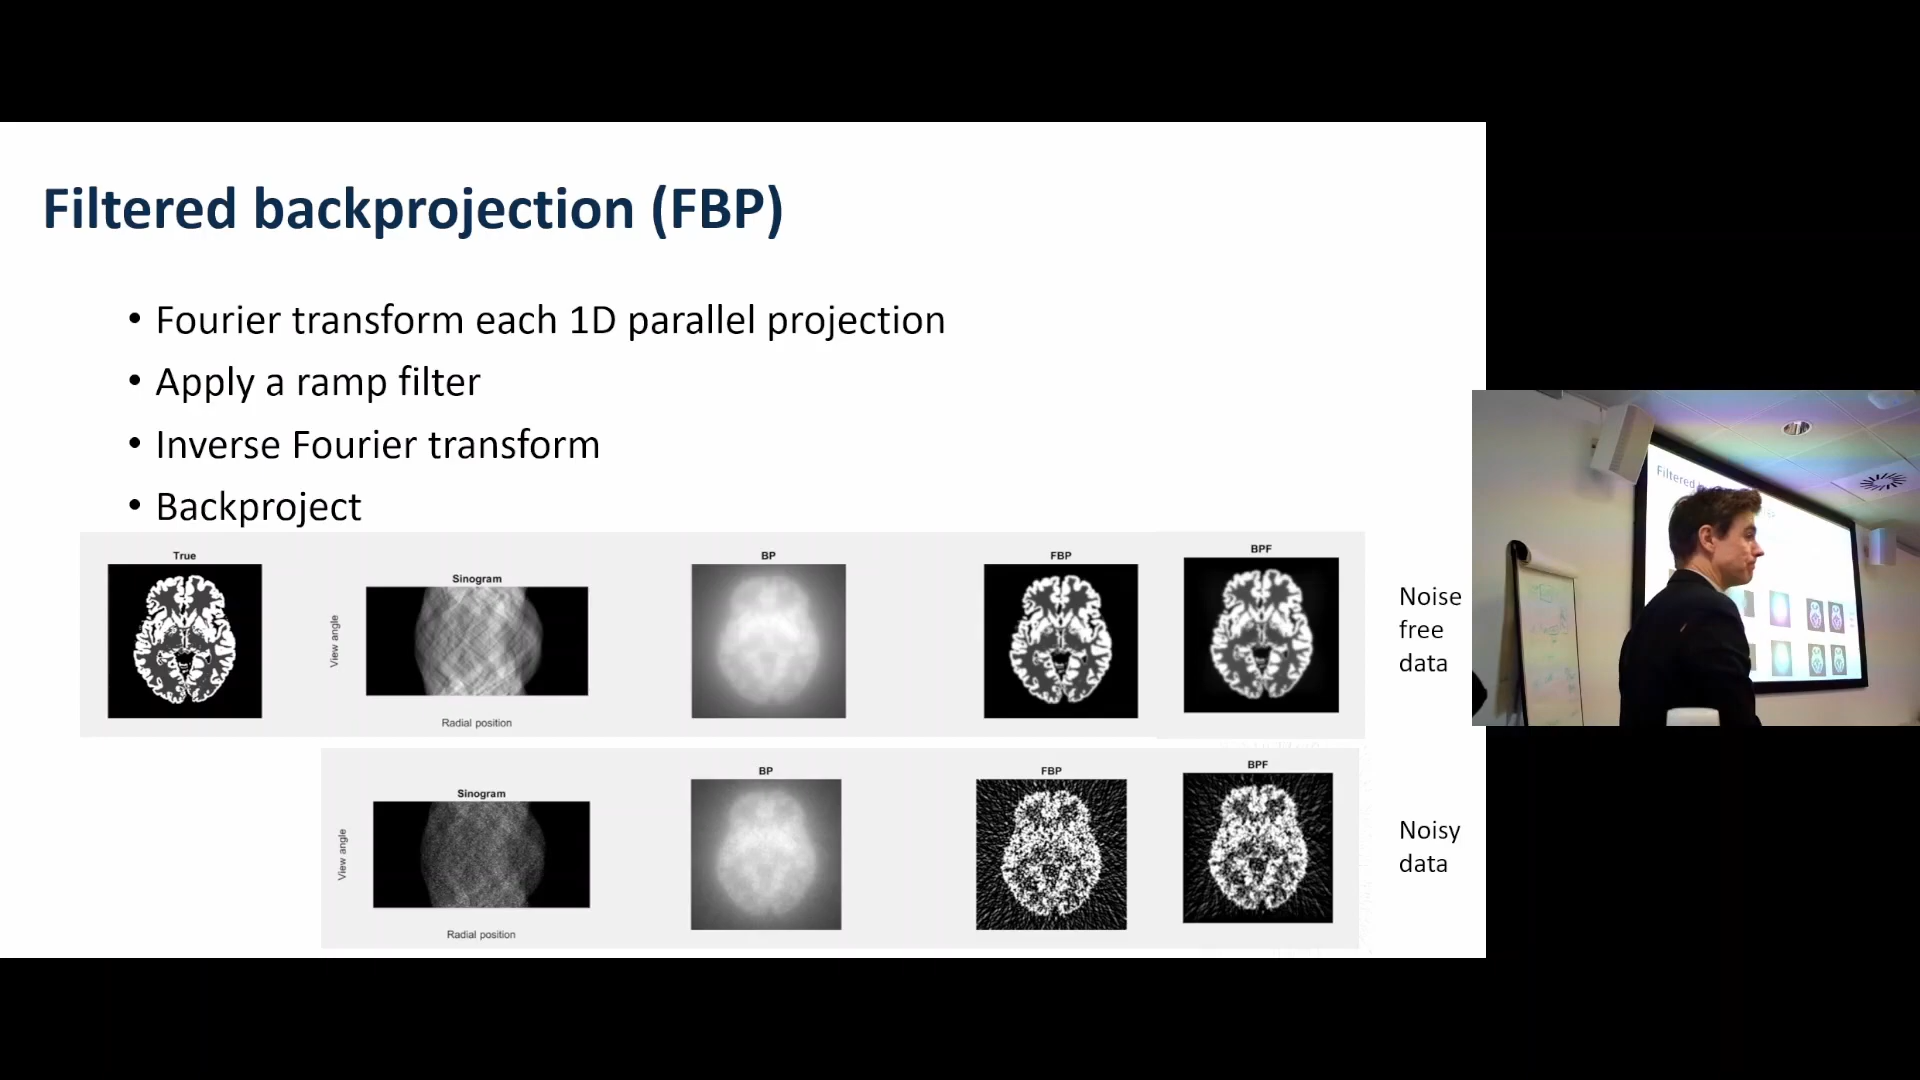 Filtered backprojection (FBP)
• Fourier transform each 1D parallel projection
• Apply a ramp filter
• Inverse Fourier transform
• Backproject
True
Sinogram
View angle
Radial position
BP
FBP
BPF
Noise
free
data
Sinogram
View angle
Radial position
BP
FBP
BPF
Noisy
data
Filtered